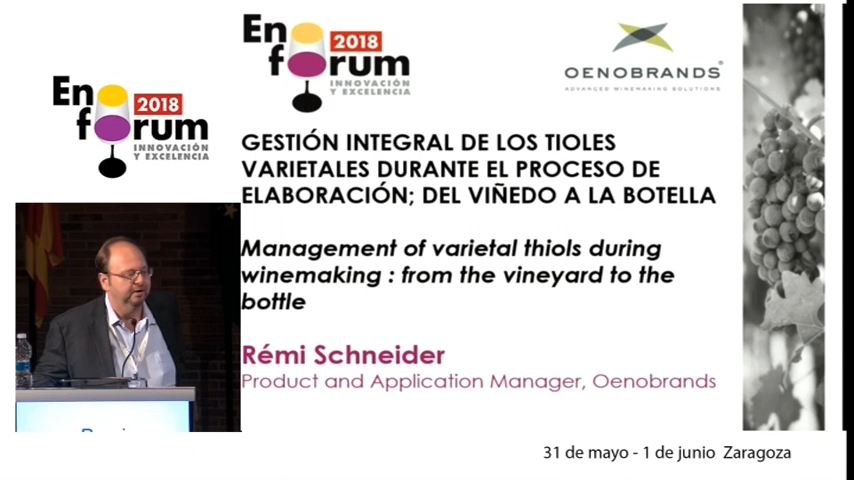 En
forum
2018
INNOVACIÓN
Y EXCELENCIA
En
forum
2018
INNOVACIÓN
Y EXCELENCIA
OENOBRANDS®
ADVANCED WINEMAKING SOLUTIONS
GESTIÓN INTEGRAL DE LOS TIOLES
VARIETALES DURANTE EL PROCESO DE
ELABORACIÓN; DEL VIÑEDO A LA BOTELLA
Management of varietal thiols during
winemaking : from the vineyard to the
bottle
Rémi Schneider
Product and Application Manager, Oenobrands
31 de mayo - 1 de junio Zaragoza